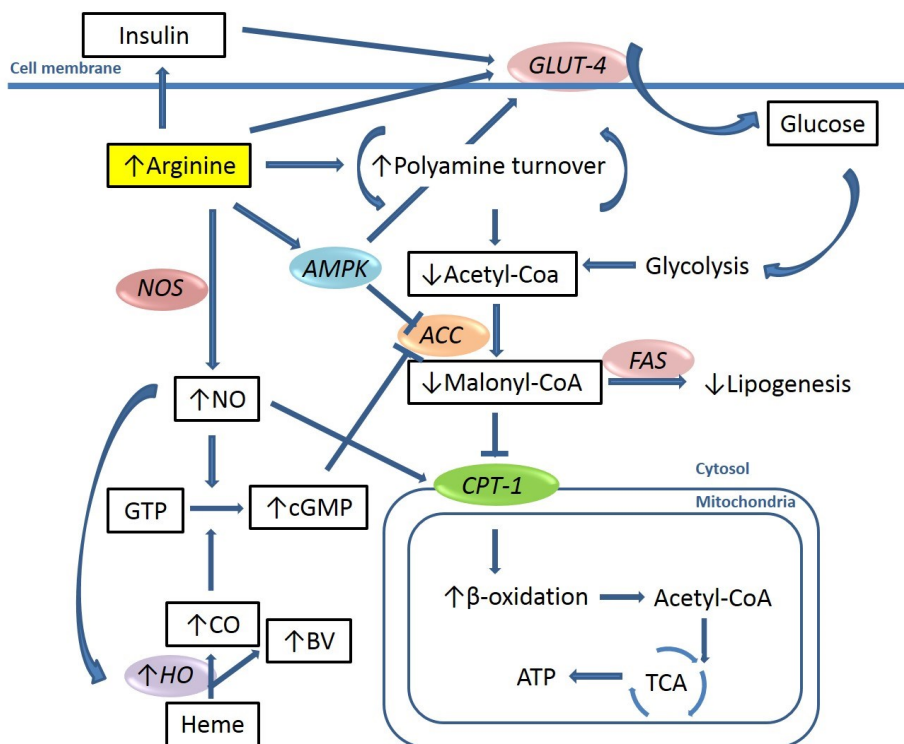 Insulin
Cell membrane
GLUT-4
Glucose
↑Arginine
↑Polyamine turnover
AMPK
↓Acetyl-Coa
Glycolysis
NOS
ACC
FAS
↓Malonyl-CoA
↓Lipogenesis
↑NO
Cytosol
CPT-1
Mitochondria
GTP
↑cGMP
↑β-oxidation
Acetyl-CoA
↑CO
↑BV
↑HO
ATP
TCA
Heme